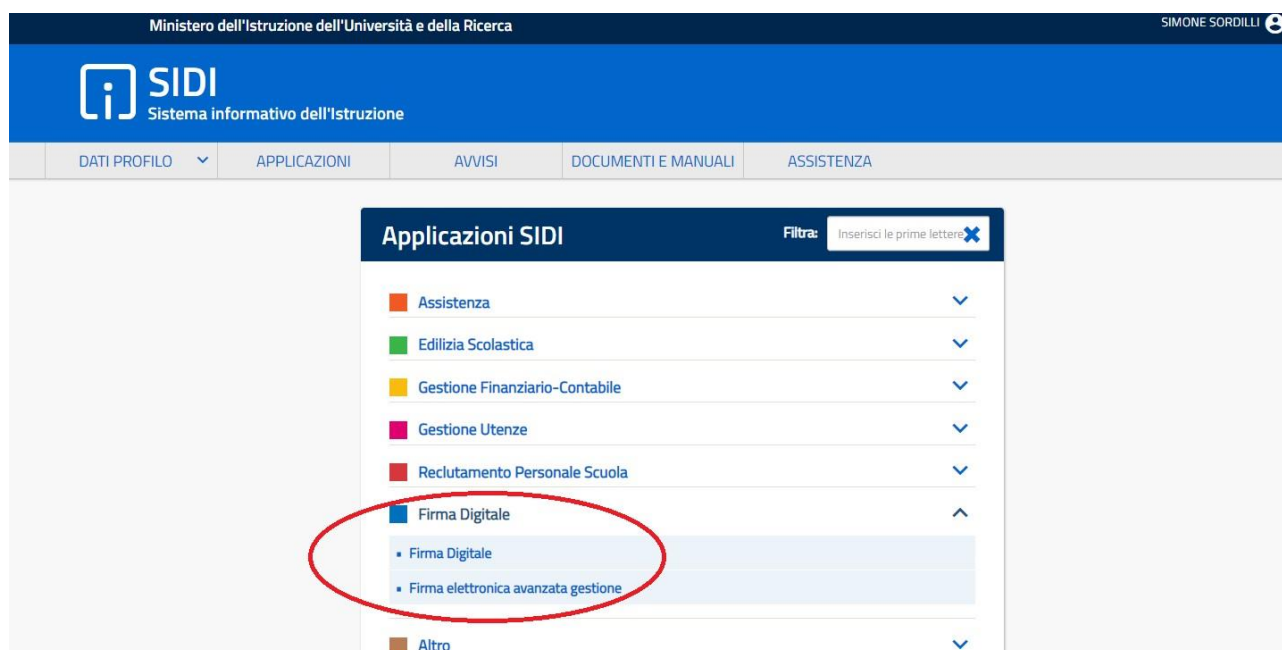 Ministero dell'Istruzione dell'Università e della Ricerca
SIMONE SORDILLI
SIDI
Sistema informativo dell'Istruzione
DATI PROFILO
APPLICAZIONI
AVVISI
DOCUMENTI E MANUALI
ASSISTENZA
Applicazioni SIDI
Filtra:
Inserisci le prime lettere
Assistenza
Edilizia Scolastica
Gestione Finanziario-Contabile
Gestione Utenze
Reclutamento Personale Scuola
Firma Digitale
▪ Firma Digitale
▪ Firma elettronica avanzata gestione
Altro